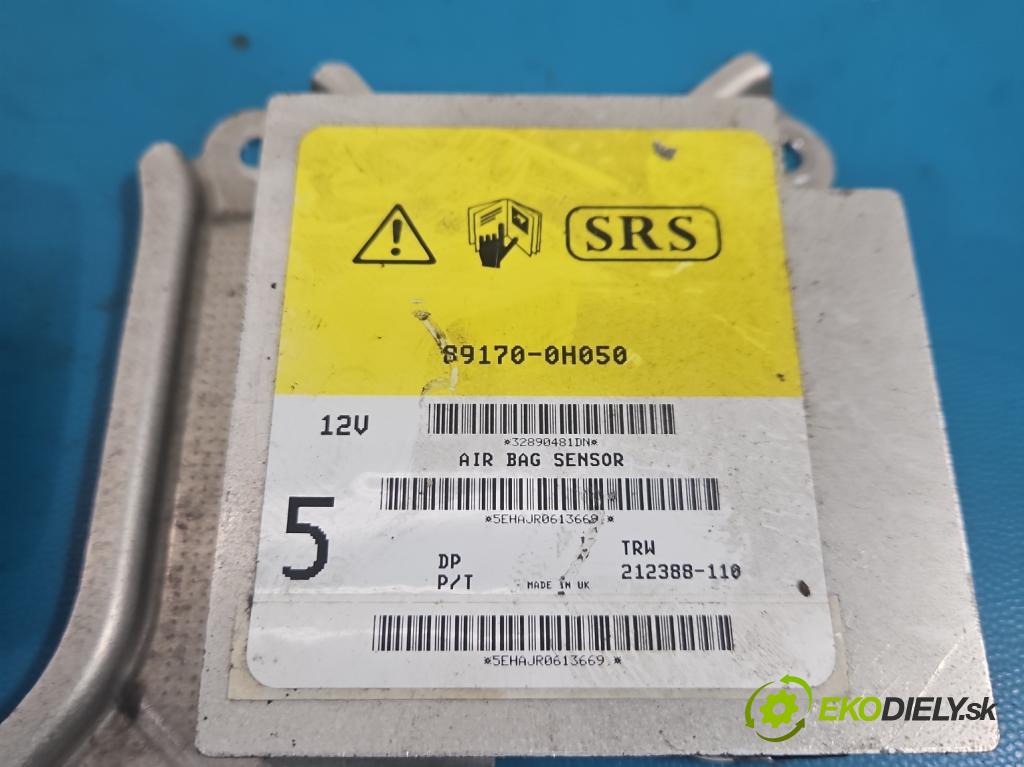 SRS
89170-0H050
12V
*32890481DN*
AIR BAG SENSOR
*5EHAJR0613669.*
5
DP
TRW
P/T
MADE IN UK
212388-110
*5EHAJR0613669.*
EKODIELY.sk